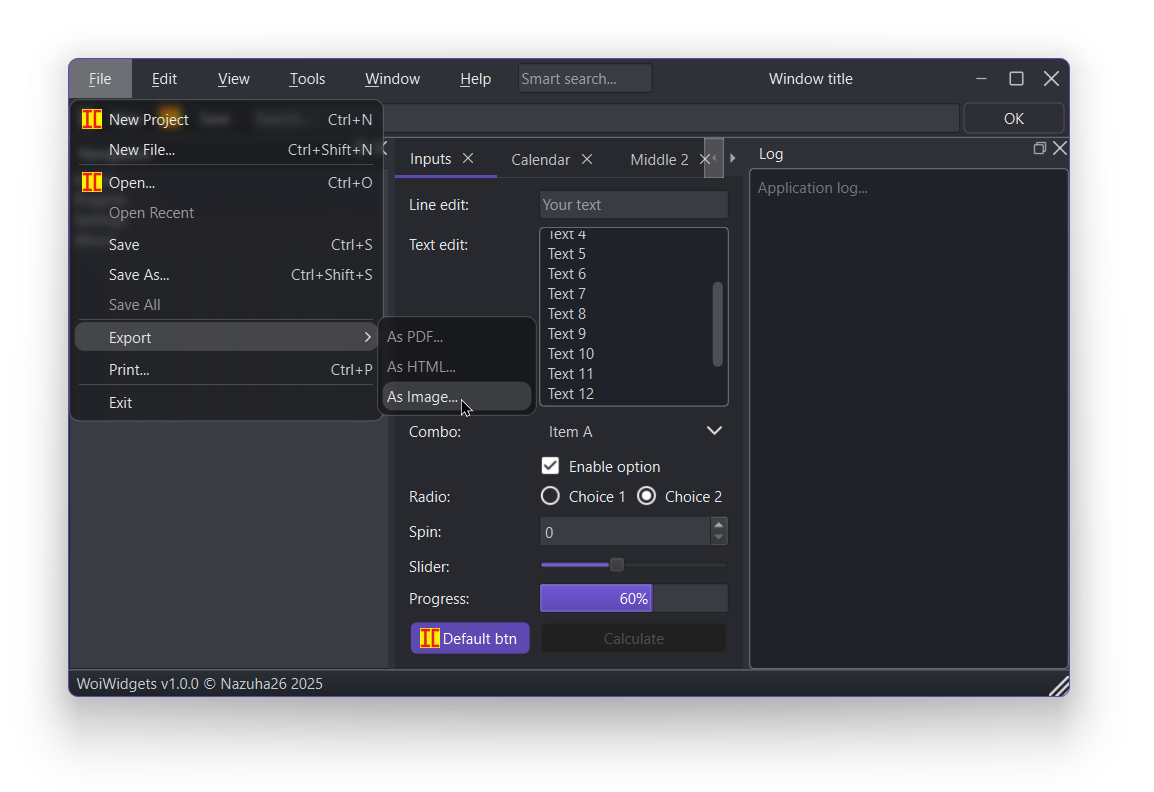 File Edit View Tools Window Help Smart search... Window title
New Project Ctrl+N
OK
New File... Ctrl+Shift+N
Open... Ctrl+O
Open Recent
Save Ctrl+S
Save As... Ctrl+Shift+S
Save All
Export
Print... Ctrl+P
Exit
As PDF...
As HTML...
As Image...
Inputs Calendar Middle 2
Line edit: Your text
Text edit:
Text 4
Text 5
Text 6
Text 7
Text 8
Text 9
Text 10
Text 11
Text 12
Combo: Item A
Enable option
Radio: Choice 1 Choice 2
Spin: 0
Slider:
Progress: 60%
Default btn Calculate
Log
Application log...
WoiWidgets v1.0.0 © Nazuha26 2025